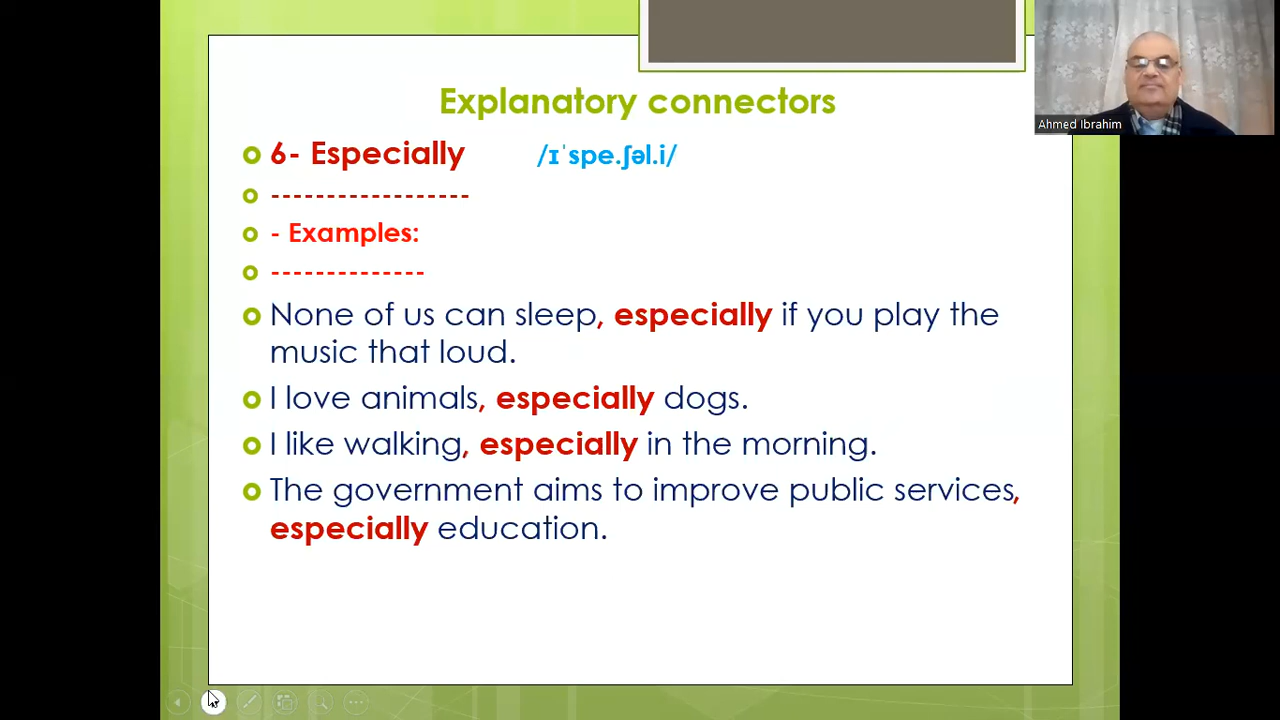 Explanatory connectors
Ahmed Ibrahim
6- Especially /ɪˈspe.ʃəl.i/
------------------
- Examples:
--------------
None of us can sleep, especially if you play the
music that loud.
I love animals, especially dogs.
I like walking, especially in the morning.
The government aims to improve public services,
especially education.